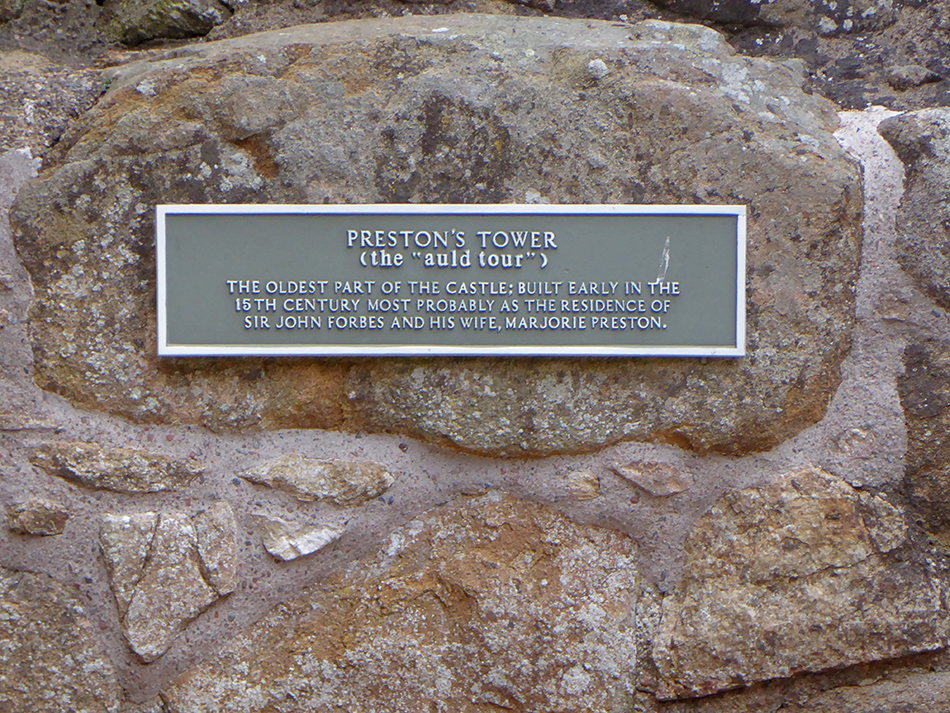 PRESTON'S TOWER
(the "auld tour")
THE OLDEST PART OF THE CASTLE; BUILT EARLY IN THE
15TH CENTURY MOST PROBABLY AS THE RESIDENCE OF
SIR JOHN FORBES AND HIS WIFE, MARJORIE PRESTON.